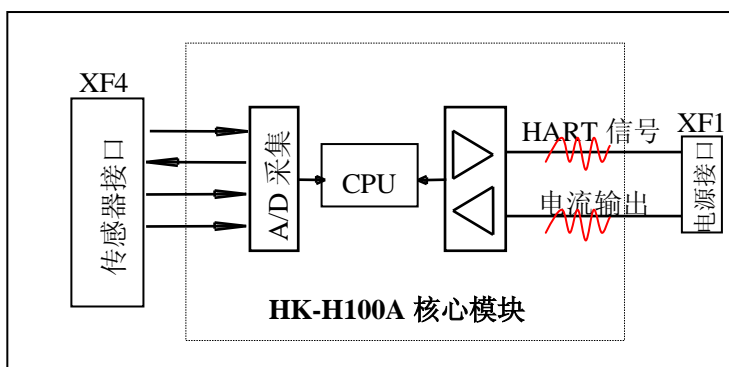 XF4
传感器接口
A/D 采集
CPU
HART 信号
电流输出
XF1
电源接口
HK-H100A 核心模块